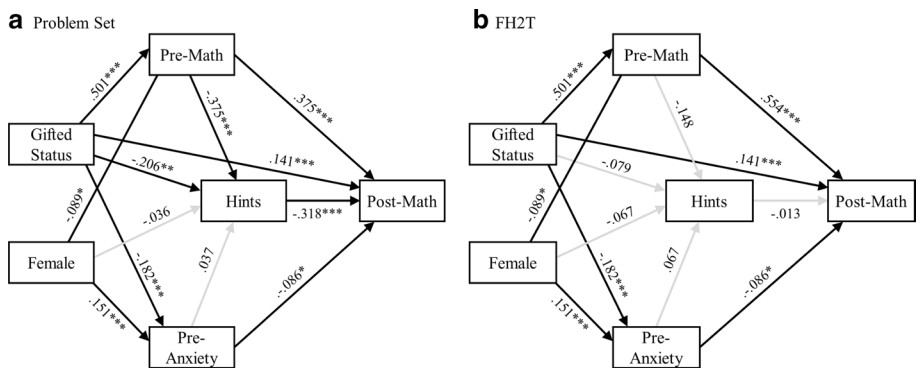 a Problem Set
Pre-Math
.501***
-.375***
.375***
Gifted
Status
.141***
-.206**
-.089*
-.036
Hints
-.318***
Post-Math
Female
.037
-.182***
.-.086*
.151***
Pre-
Anxiety
b FH2T
Pre-Math
.501***
-.148
.554***
Gifted
Status
.141***
-.079
-.089*
-.067
Hints
-.013
Post-Math
Female
.067
-.182***
.-.086*
.151***
Pre-
Anxiety